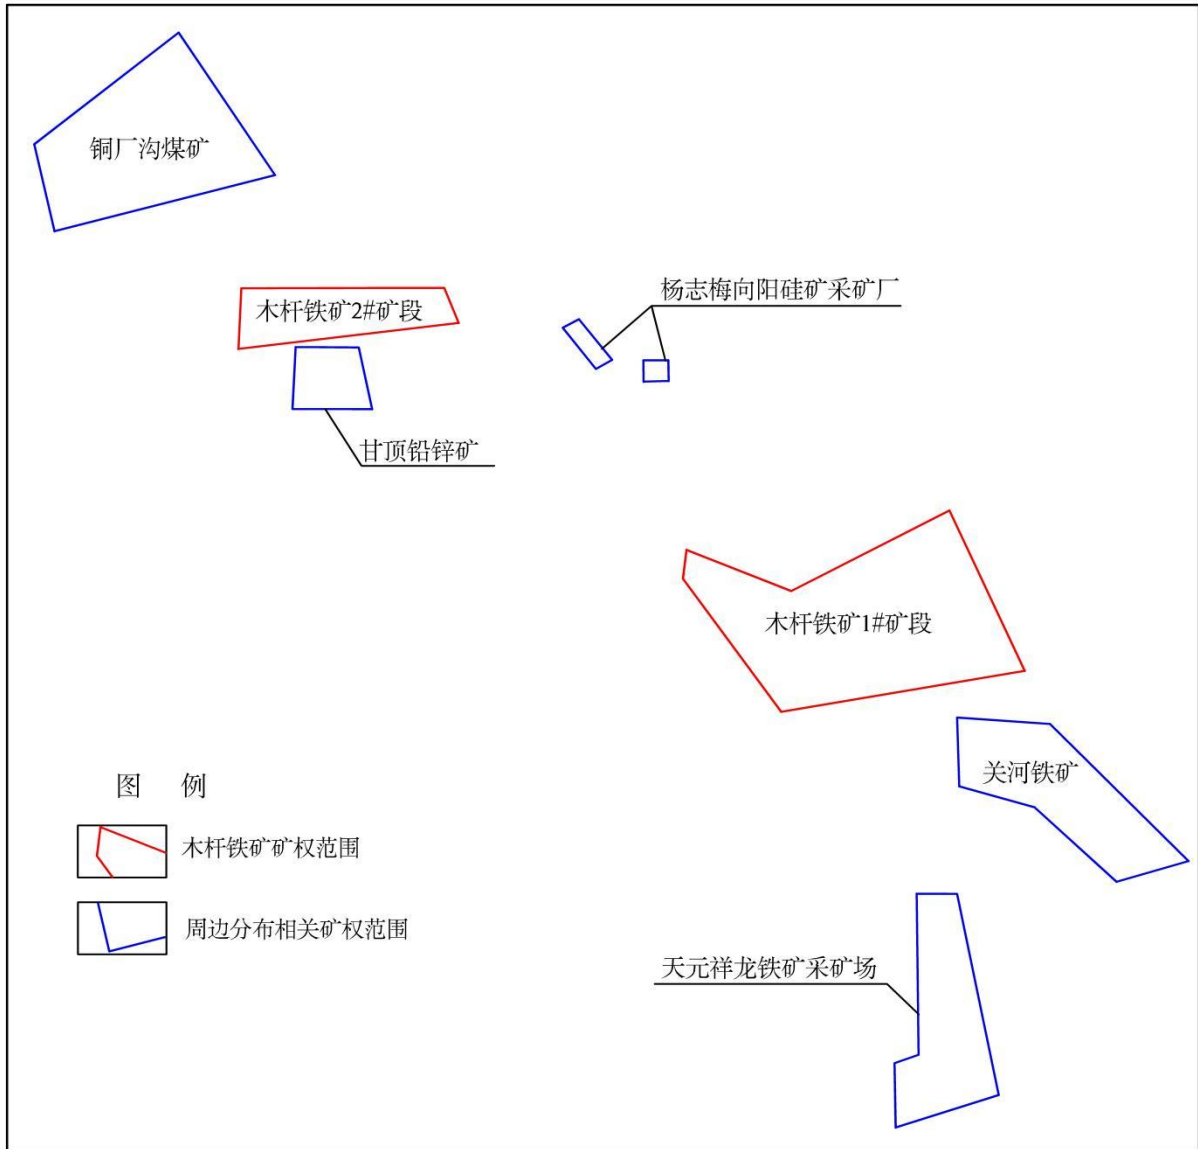 铜厂沟煤矿
杨志梅向阳硅矿采矿厂
木杆铁矿2#矿段
甘顶铅锌矿
木杆铁矿1#矿段
关河铁矿
图 例
木杆铁矿矿权范围
周边分布相关矿权范围
天元祥龙铁矿采矿场